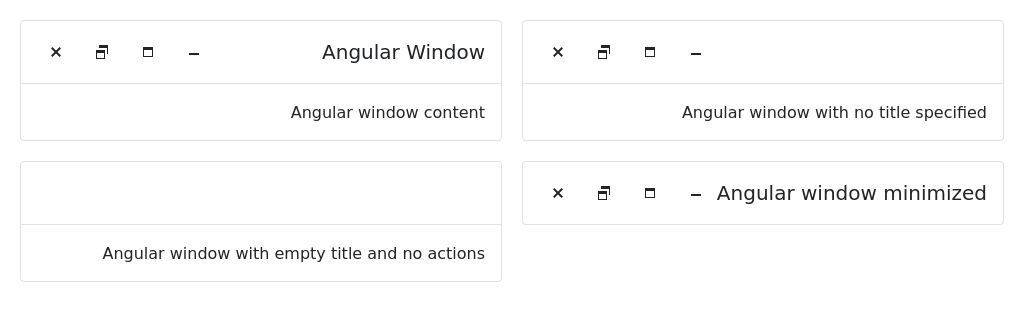 Angular Window
Angular window content
Angular window with no title specified
Angular window with empty title and no actions
Angular window minimized